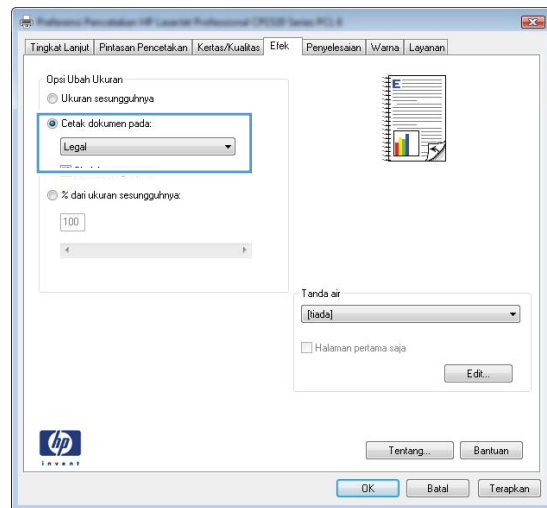 Tingkat Lanjut Pintasan Pencetakan Kertas/Kualitas Efek Penyelesaian Warna Layanan
Opsi Ubah Ukuran
Ukuran sesungguhnya
Cetak dokumen pada:
Legal
% dari ukuran sesungguhnya:
100
E
Tanda air
[tiada]
Halaman pertama saja
Edit...
hp
invent
Tentang... Bantuan
OK Batal Terapkan